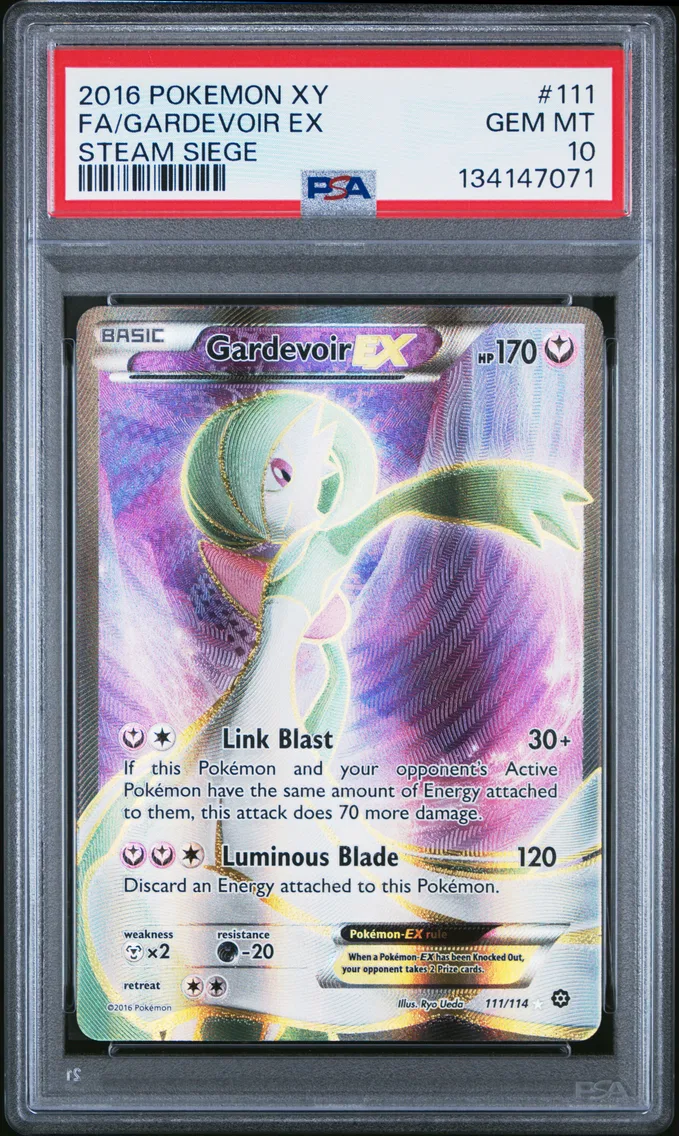 2016 POKEMON XY #111
FA/GARDEVOIR EX GEM MT
STEAM SIEGE 10
PSA 134147071
BASIC Gardevoir EX HP170
Link Blast 30+
If this Pokémon and your opponent's Active
Pokémon have the same amount of Energy attached
to them, this attack does 70 more damage.
Luminous Blade 120
Discard an Energy attached to this Pokémon.
weakness resistance
×2 -20
Pokémon-EX rule
When a Pokémon-EX has been Knocked Out,
your opponent takes 2 Prize cards.
retreat
©2016 Pokémon Illus. Ryo Ueda 111/114
21 PSA